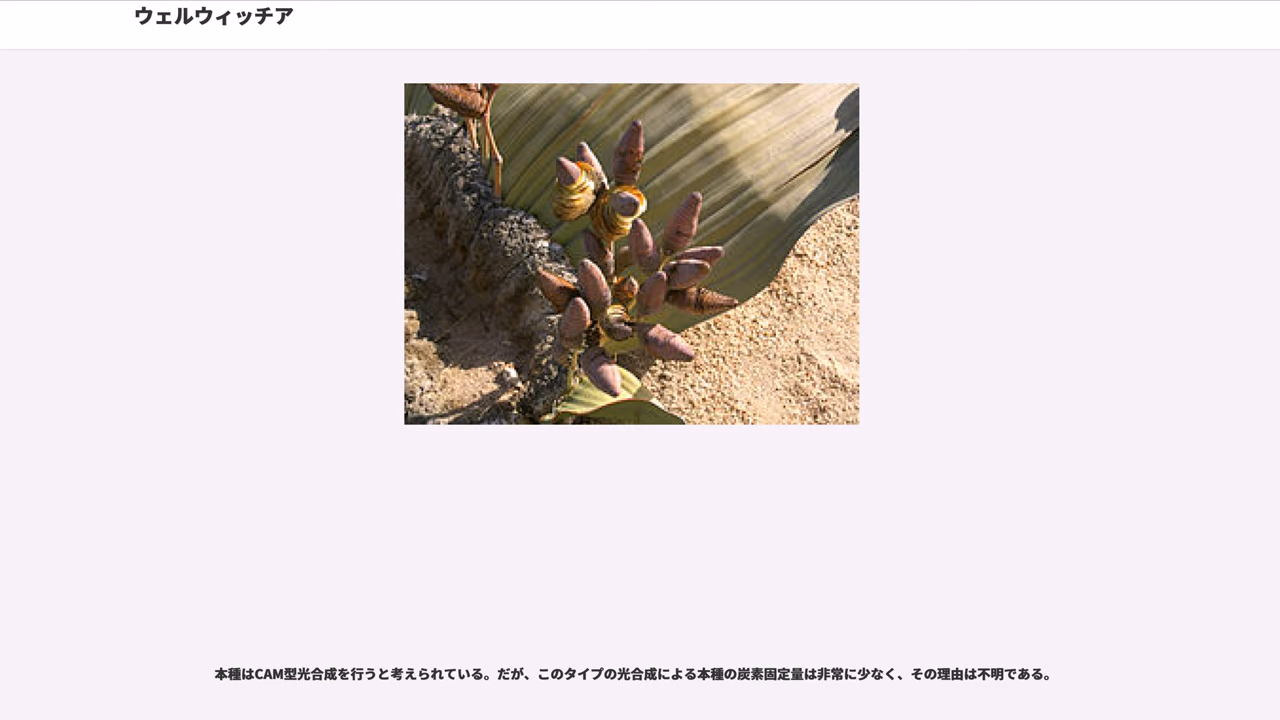 ウェルウィッチア
本種はCAM型光合成を行うと考えられている。だが、このタイプの光合成による本種の炭素固定量は非常に少なく、その理由は不明である。